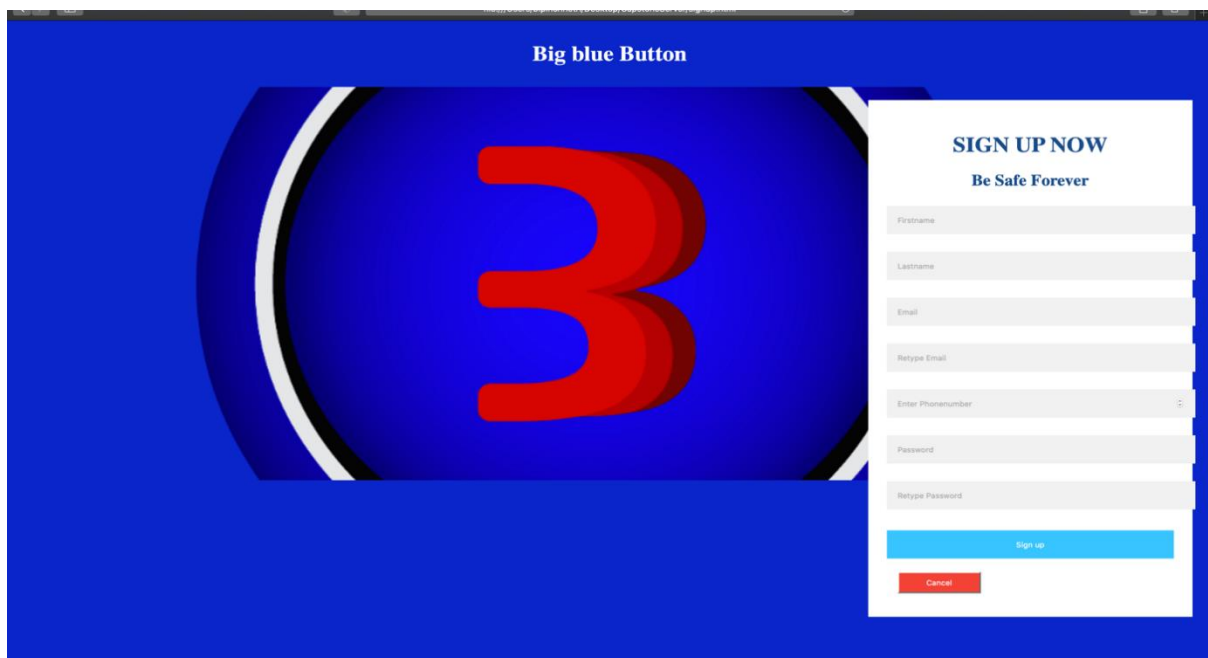 Big blue Button
3
SIGN UP NOW
Be Safe Forever
Firstname
Lastname
Email
Retype Email
Enter Phonenumber
Password
Retype Password
Sign up
Cancel